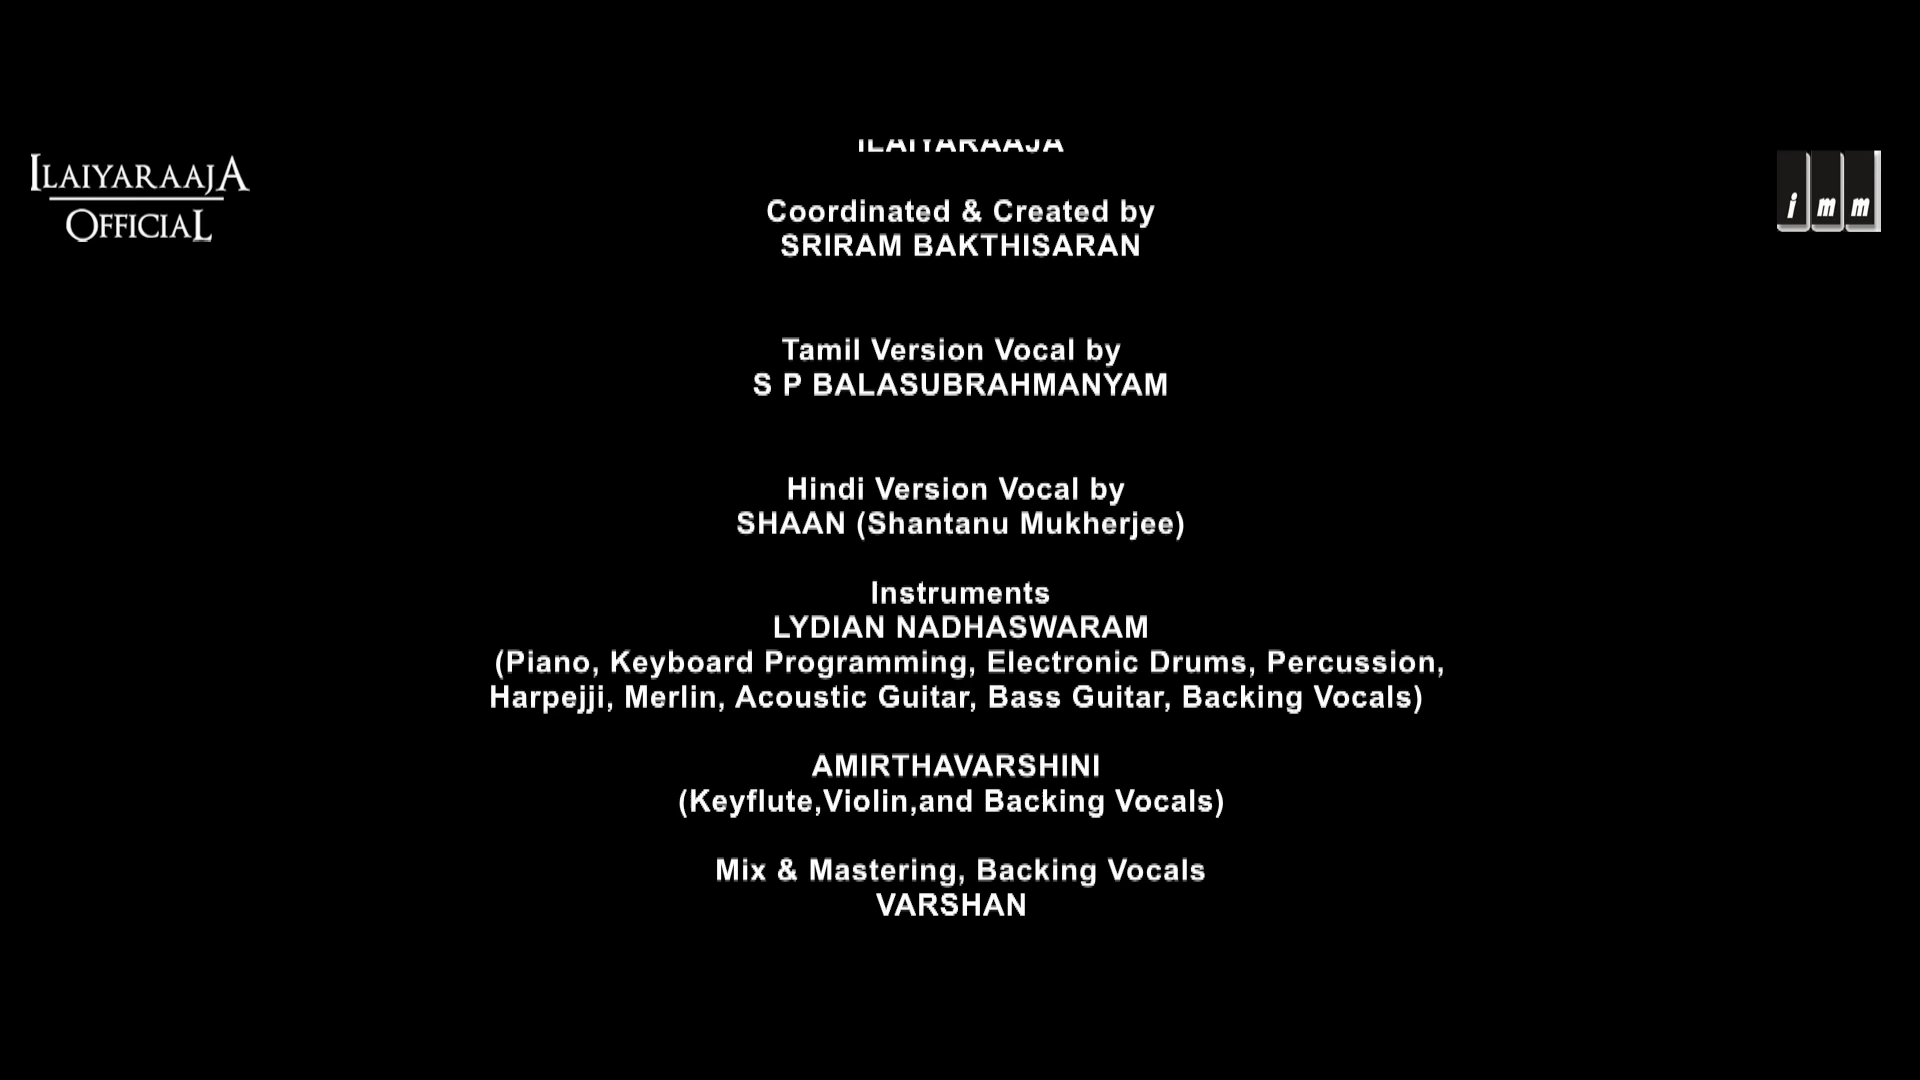 ILAIYARAAJA
ILAIYARAAJA
OFFICIAL
i m m
Coordinated & Created by
SRIRAM BAKTHISARAN
Tamil Version Vocal by
S P BALASUBRAHMANYAM
Hindi Version Vocal by
SHAAN (Shantanu Mukherjee)
Instruments
LYDIAN NADHASWARAM
(Piano, Keyboard Programming, Electronic Drums, Percussion,
Harpejji, Merlin, Acoustic Guitar, Bass Guitar, Backing Vocals)
AMIRTHAVARSHINI
(Keyflute,Violin,and Backing Vocals)
Mix & Mastering, Backing Vocals
VARSHAN